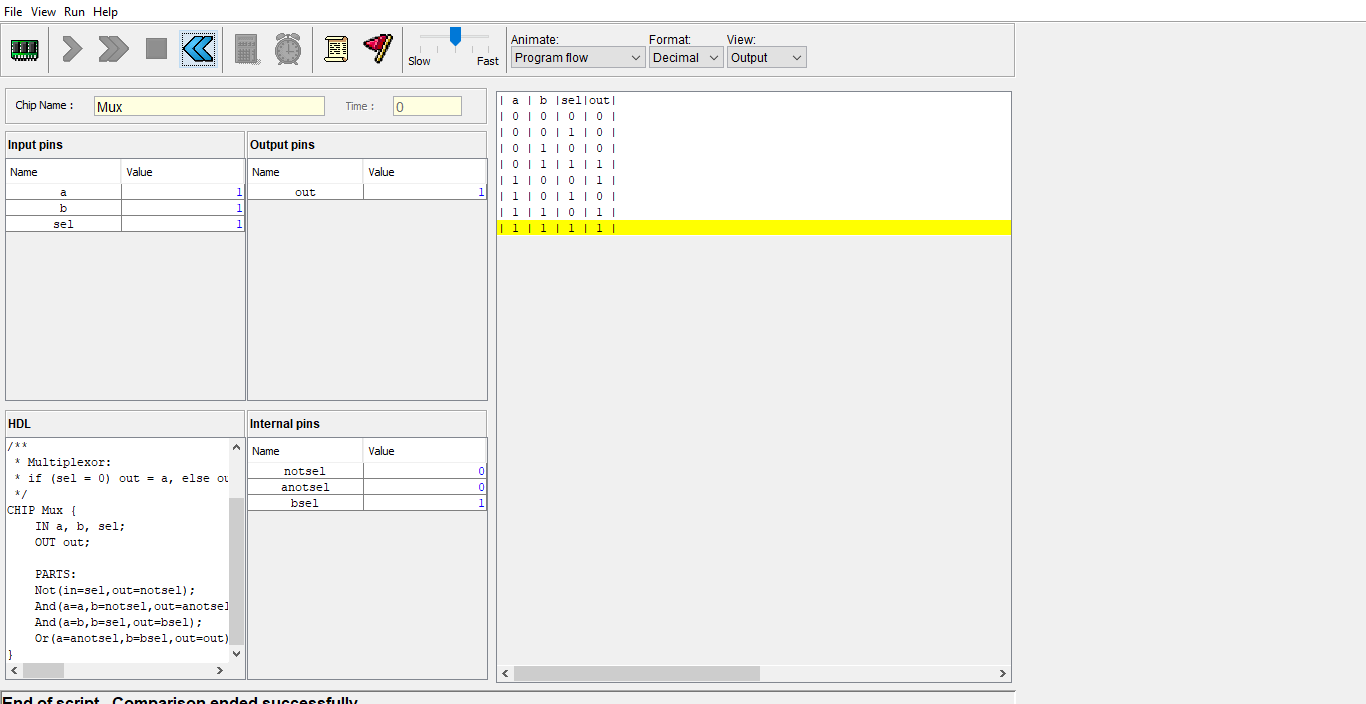 File View Run Help
Animate: Format: View:
Slow Fast Program flow Decimal Output
Chip Name : Mux Time : 0
Input pins
Name Value
a 1
b 1
sel 1
Output pins
Name Value
out 1
HDL
/**
* Multiplexor:
* if (sel = 0) out = a, else ou
*/
CHIP Mux {
IN a, b, sel;
OUT out;
PARTS:
Not(in=sel,out=notsel);
And(a=a,b=notsel,out=anotsel
And(a=b,b=sel,out=bsel);
Or(a=anotsel,b=bsel,out=out)
}
Internal pins
Name Value
notsel 0
anotsel 0
bsel 1
| a | b |sel|out|
| 0 | 0 | 0 | 0 |
| 0 | 0 | 1 | 0 |
| 0 | 1 | 0 | 0 |
| 0 | 1 | 1 | 1 |
| 1 | 0 | 0 | 1 |
| 1 | 0 | 1 | 0 |
| 1 | 1 | 0 | 1 |
| 1 | 1 | 1 | 1 |
End of script - Comparison ended successfully